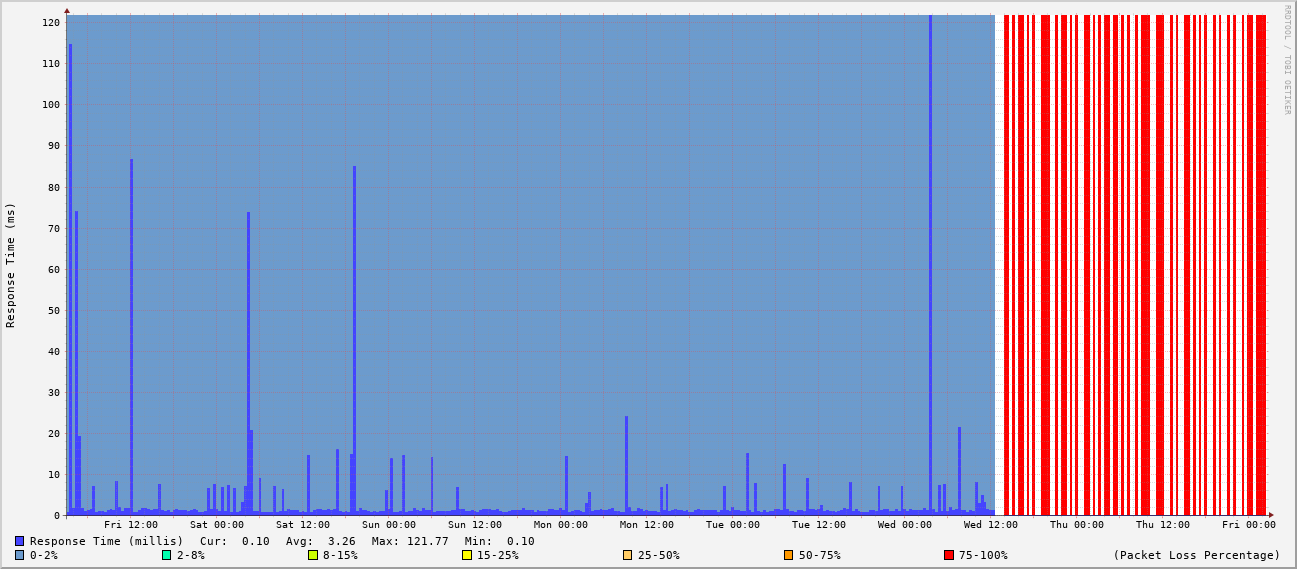 RRDTOOL / TOBI OETIKER
Response Time (ms)
120
110
100
90
80
70
60
50
40
30
20
10
0
Fri 12:00 Sat 00:00 Sat 12:00 Sun 00:00 Sun 12:00 Mon 00:00 Mon 12:00 Tue 00:00 Tue 12:00 Wed 00:00 Wed 12:00 Thu 00:00 Thu 12:00 Fri 00:00
Response Time (millis) Cur: 0.10 Avg: 3.26 Max: 121.77 Min: 0.10
0-2% 2-8% 8-15% 15-25% 25-50% 50-75% 75-100% (Packet Loss Percentage)